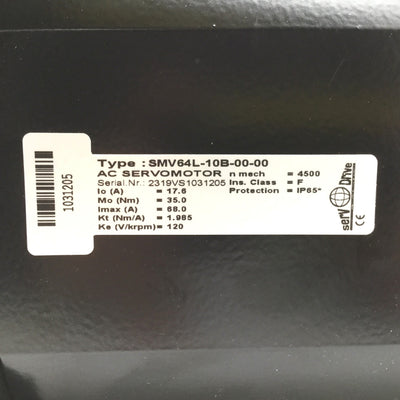 Type : SMV64L-10B-00-00
AC SERVOMOTOR n mech = 4500
Serial.Nr.: 2319VS1031205 Ins. Class = F
Io (A) = 17.6 Protection = IP65*
Mo (Nm) = 35.0
Imax (A) = 68.0
Kt (Nm/A) = 1.985
Ke (V/krpm) = 120
servo Drive
CE
1031205